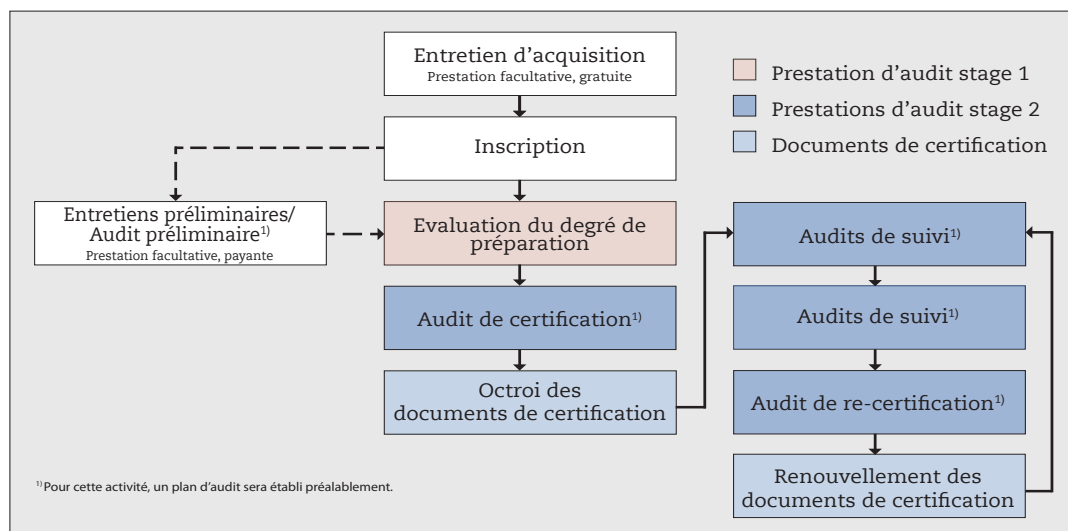 Entretien d’acquisition
Prestation facultative, gratuite
Inscription
Entretiens préliminaires/
Audit préliminaire¹⁾
Prestation facultative, payante
Evaluation du degré de
préparation
Audit de certification¹⁾
Octroi des
documents de certification
Prestation d’audit stage 1
Prestations d’audit stage 2
Documents de certification
Audits de suivi¹⁾
Audits de suivi¹⁾
Audit de re-certification¹⁾
Renouvellement des
documents de certification
¹⁾ Pour cette activité, un plan d’audit sera établi préalablement.